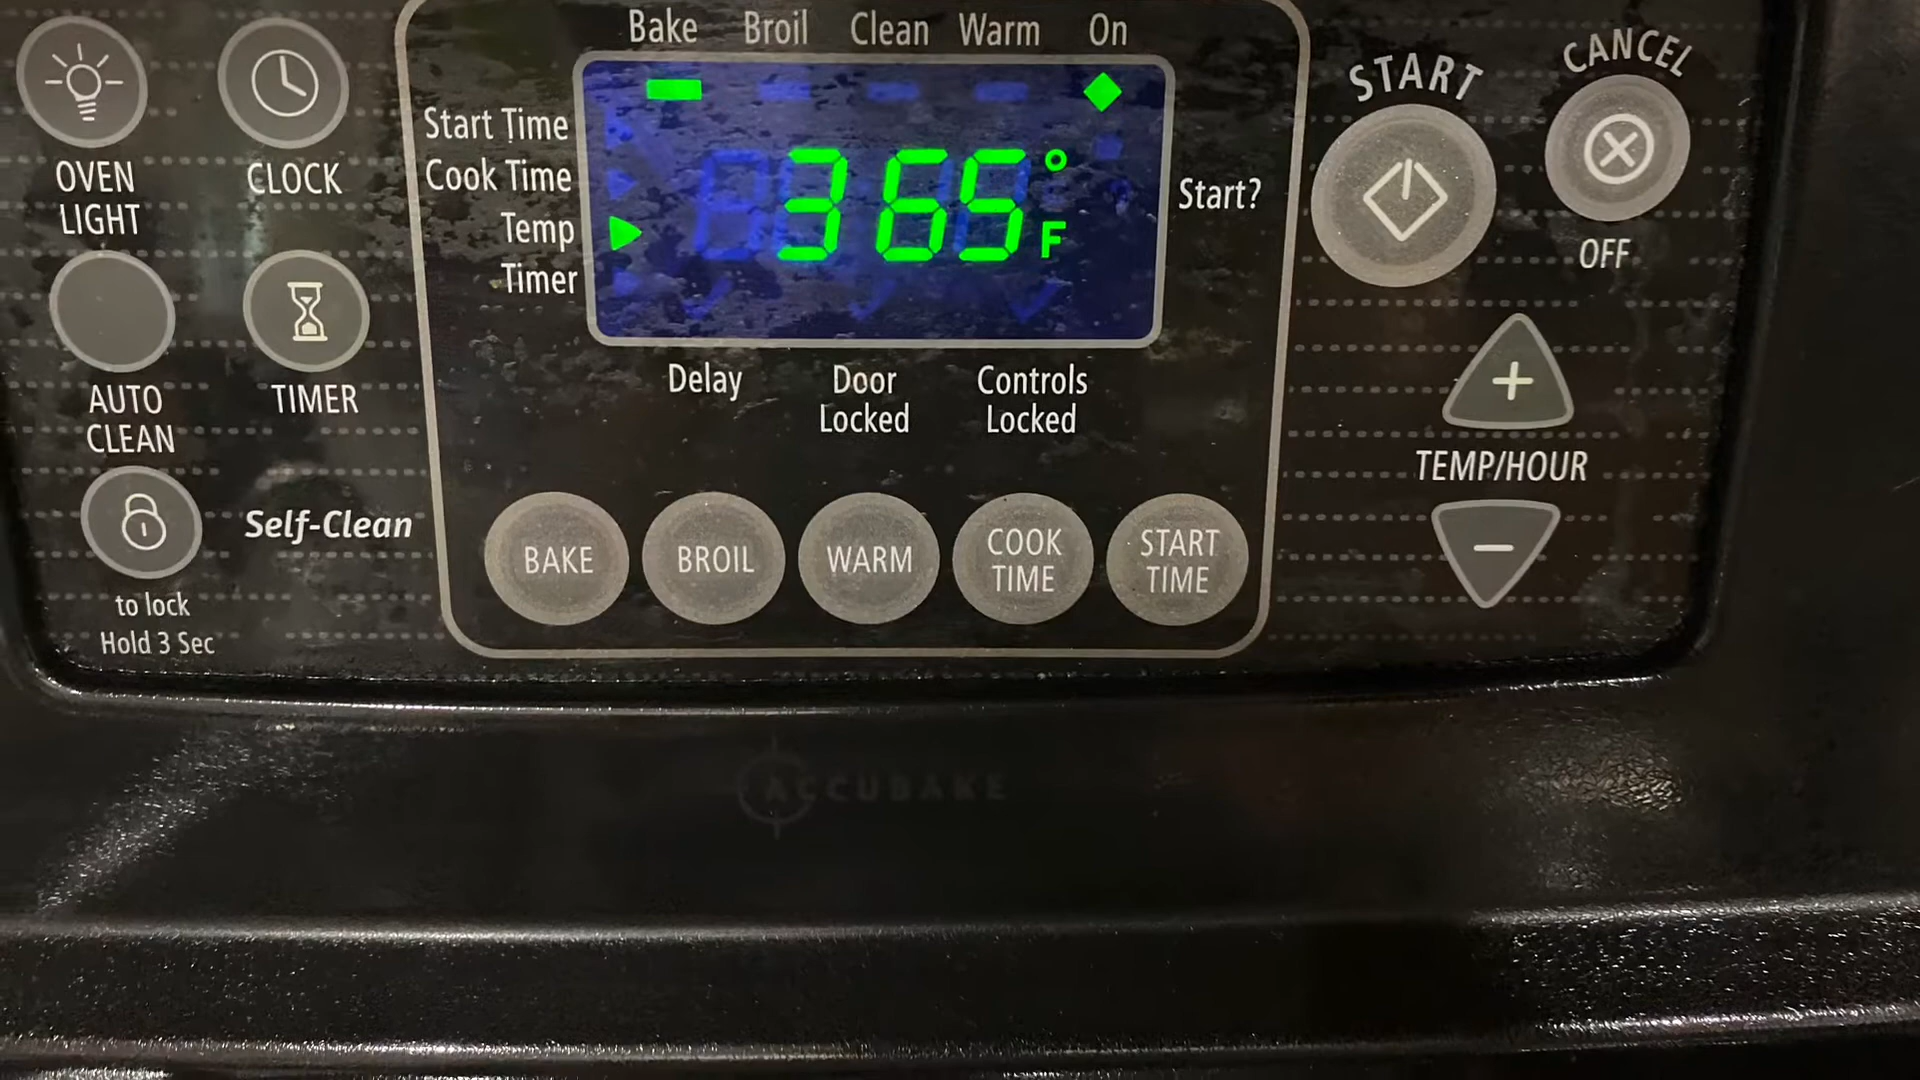 Bake Broil Clean Warm On
START
CANCEL
Start Time
Cook Time
Temp
Timer
365°F
Start?
OVEN
LIGHT
CLOCK
OFF
AUTO
CLEAN
TIMER
Delay
Door
Locked
Controls
Locked
TEMP/HOUR
Self-Clean
BAKE
BROIL
WARM
COOK
TIME
START
TIME
to lock
Hold 3 Sec
ACCUBAKE